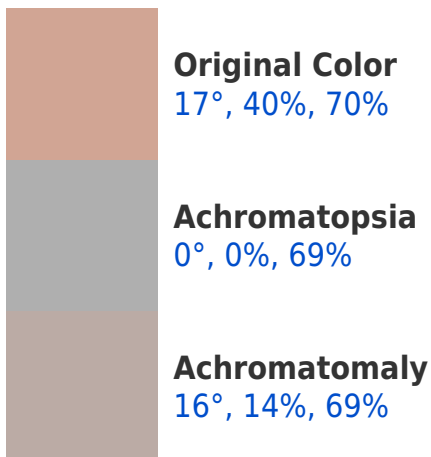 Original Color
17°, 40%, 70%
Achromatopsia
0°, 0%, 69%
Achromatomaly
16°, 14%, 69%